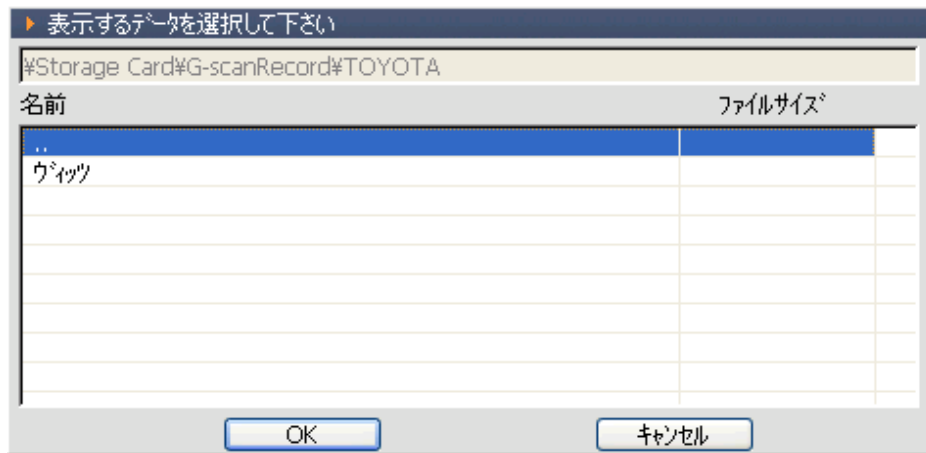 表示するﾃﾞｰﾀを選択して下さい
¥Storage Card¥G-scanRecord¥TOYOTA
名前 ﾌｧｲﾙｻｲｽﾞ
..
ｳﾞｨｯﾂ
OK ｷｬﾝｾﾙ